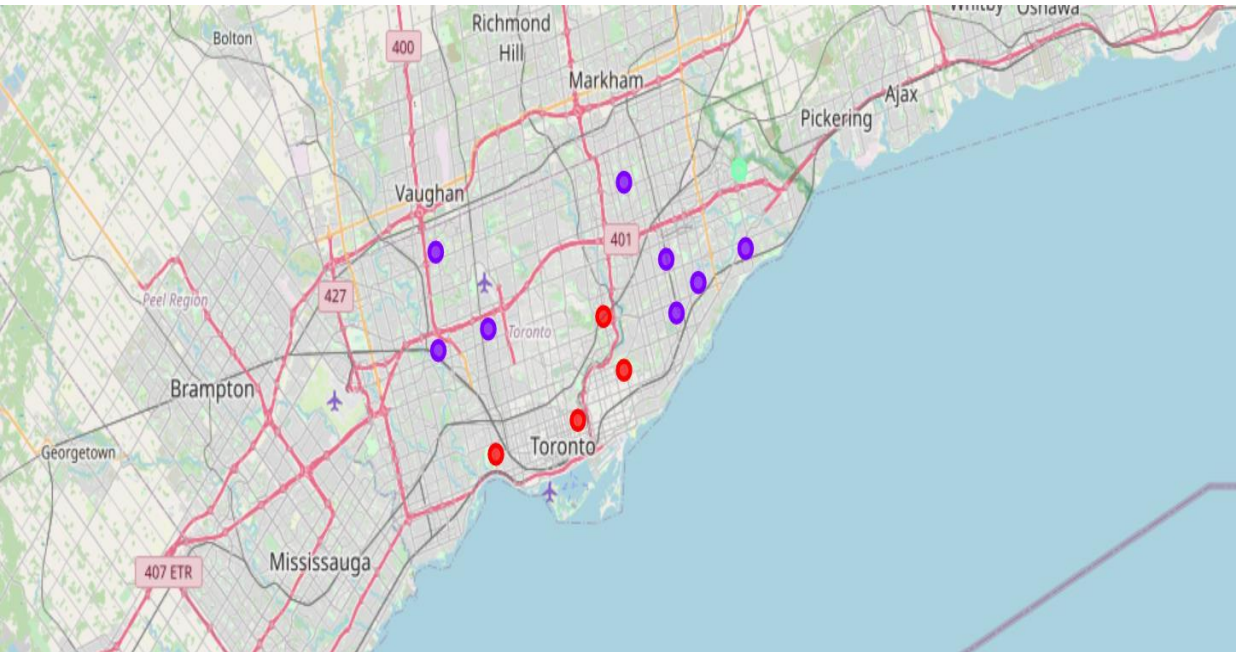 Whitby Oshawa
Richmond
Hill
Bolton
400
Markham
Ajax
Pickering
Vaughan
401
427
Peel Region
Toronto
Brampton
Toronto
Georgetown
Mississauga
407 ETR